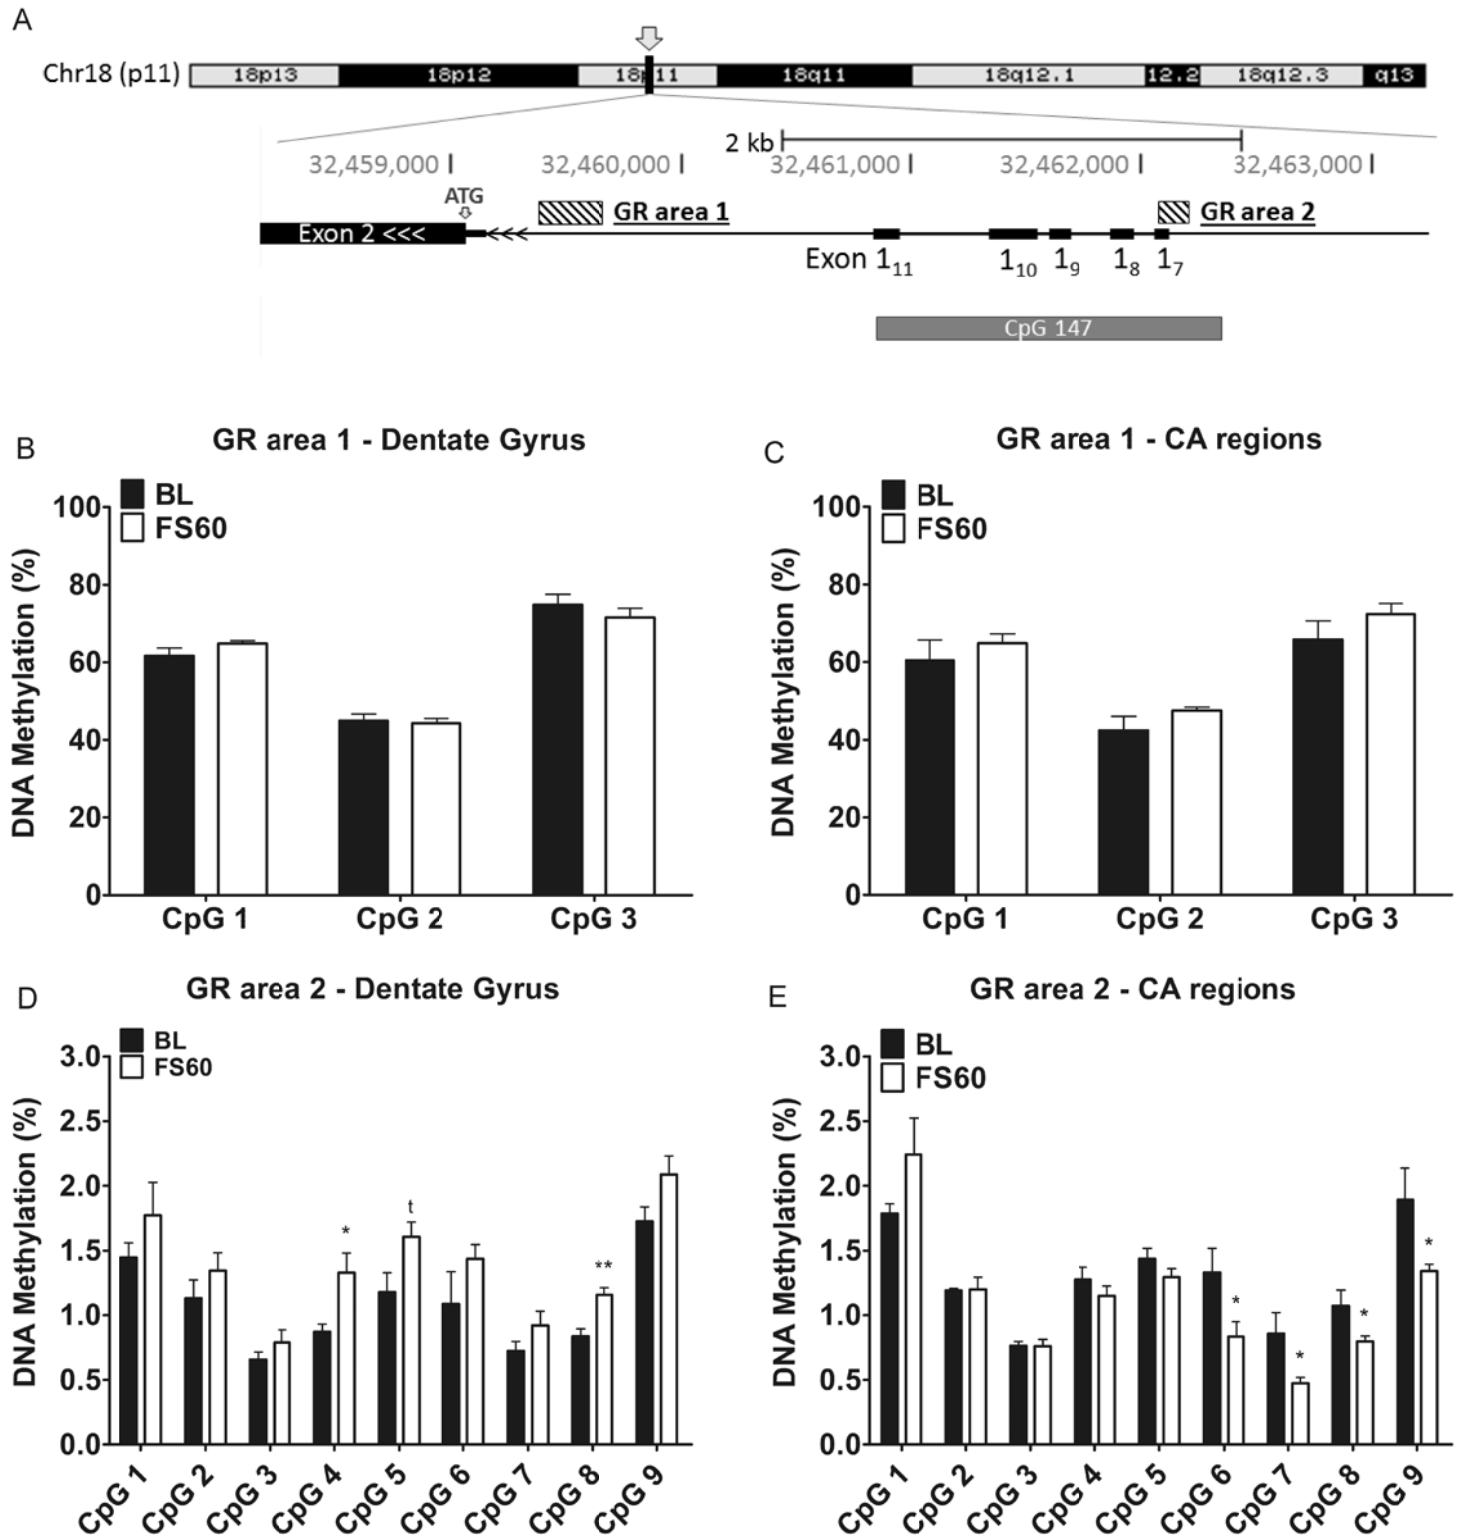 A
Chr18 (p11) 18p13 18p12 18p11 18q11 18q12.1 12.2 18q12.3 q13
2 kb
32,459,000 32,460,000 32,461,000 32,462,000 32,463,000
ATG
GR area 1 GR area 2
Exon 2 <<< <<<
Exon 1₁₁ 1₁₀ 1₉ 1₈ 1₇
CpG 147
B GR area 1 - Dentate Gyrus
BL
FS60
DNA Methylation (%)
100
80
60
40
20
0
CpG 1 CpG 2 CpG 3
C GR area 1 - CA regions
BL
FS60
DNA Methylation (%)
100
80
60
40
20
0
CpG 1 CpG 2 CpG 3
D GR area 2 - Dentate Gyrus
BL
FS60
DNA Methylation (%)
3.0
2.5
2.0
1.5
1.0
0.5
0.0
* t **
CpG 1 CpG 2 CpG 3 CpG 4 CpG 5 CpG 6 CpG 7 CpG 8 CpG 9
E GR area 2 - CA regions
BL
FS60
DNA Methylation (%)
3.0
2.5
2.0
1.5
1.0
0.5
0.0
* * * *
CpG 1 CpG 2 CpG 3 CpG 4 CpG 5 CpG 6 CpG 7 CpG 8 CpG 9